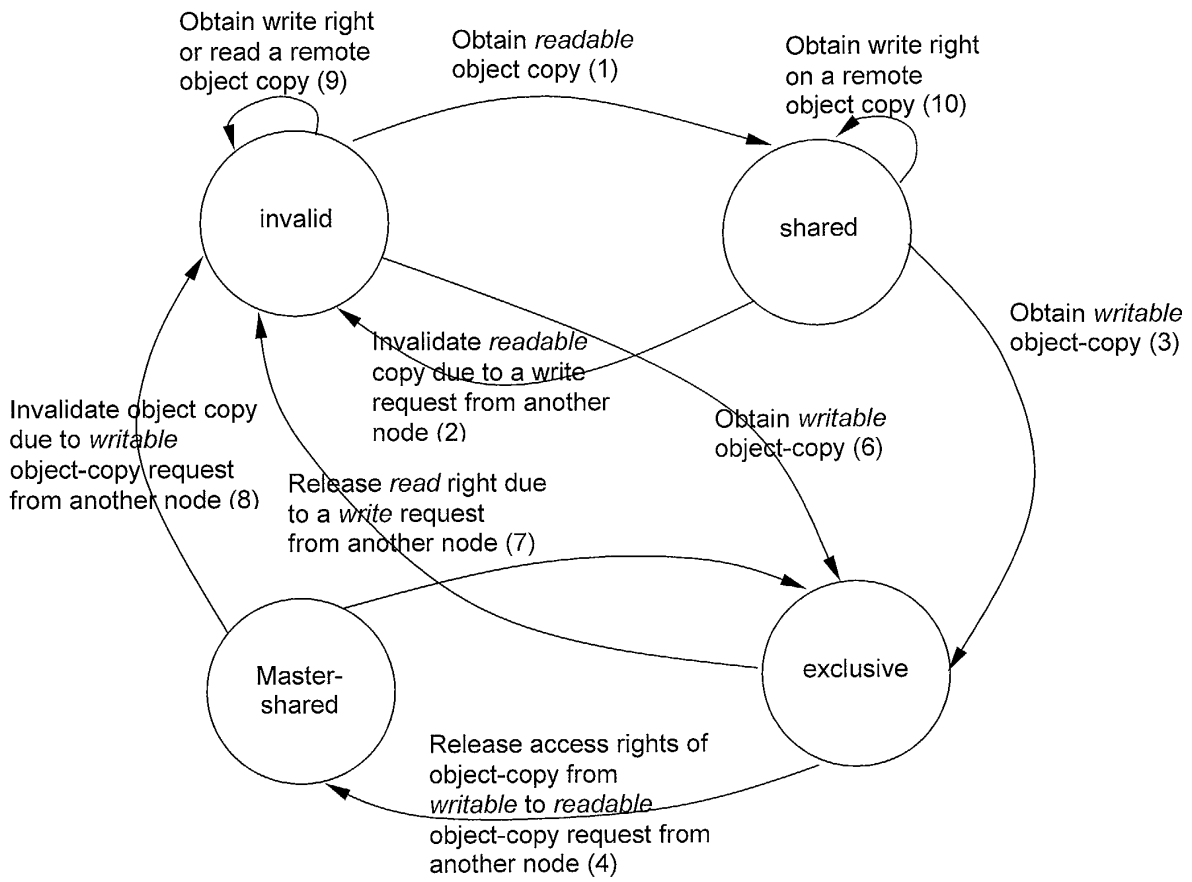 Obtain write right
or read a remote
object copy (9)
Obtain readable
object copy (1)
Obtain write right
on a remote
object copy (10)
invalid
shared
Obtain writable
object-copy (3)
Invalidate readable
copy due to a write
request from another
node (2)
Invalidate object copy
due to writable
object-copy request
from another node (8)
Obtain writable
object-copy (6)
Release read right due
to a write request
from another node (7)
Master-
shared
exclusive
Release access rights of
object-copy from
writable to readable
object-copy request from
another node (4)